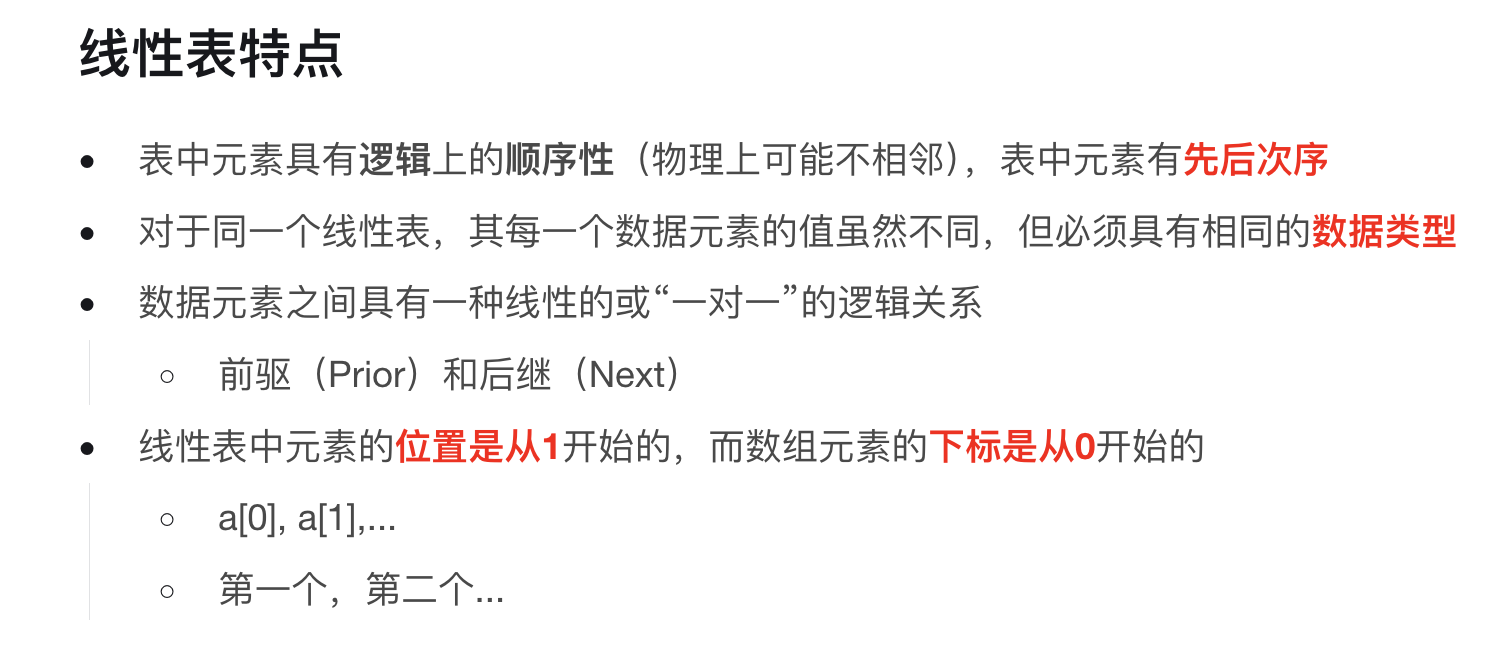 线性表特点
表中元素具有逻辑上的顺序性（物理上可能不相邻），表中元素有先后次序
对于同一个线性表，其每一个数据元素的值虽然不同，但必须具有相同的数据类型
数据元素之间具有一种线性的或“一对一”的逻辑关系
前驱（Prior）和后继（Next）
线性表中元素的位置是从1开始的，而数组元素的下标是从0开始的
a[0], a[1],...
第一个，第二个...